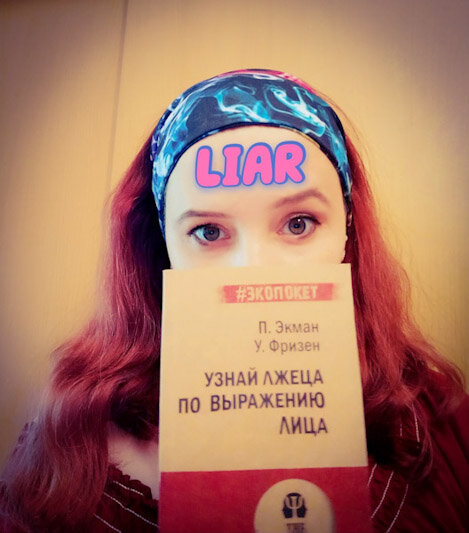 LIAR
#ЭКОПОКЕТ
П. Экман
У. Фризен
УЗНАЙ ЛЖЕЦА
ПО ВЫРАЖЕНИЮ
ЛИЦА